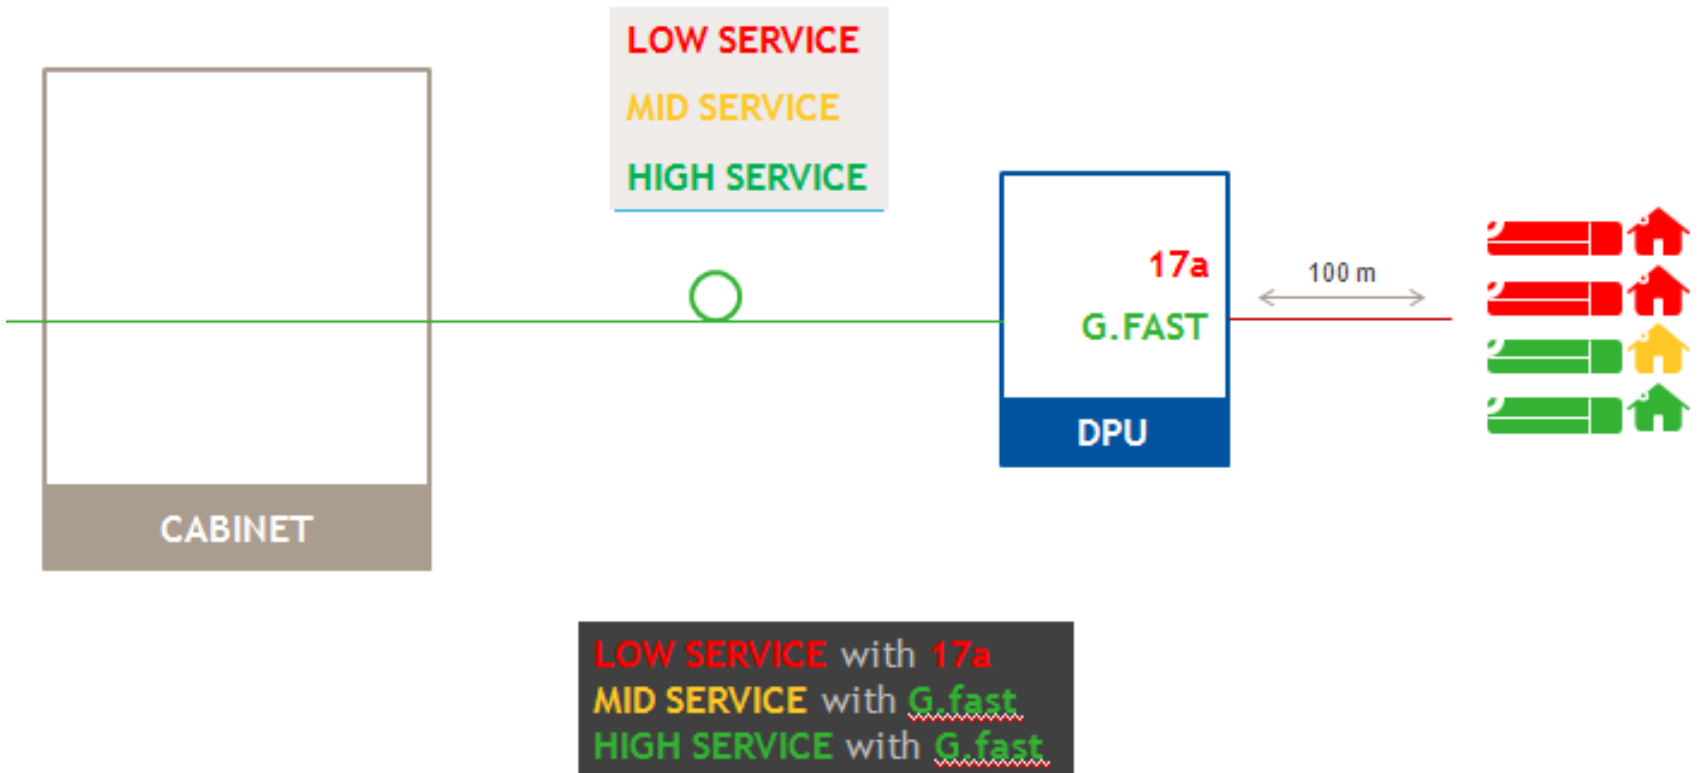 LOW SERVICE
MID SERVICE
HIGH SERVICE
17a
100 m
G.FAST
DPU
CABINET
LOW SERVICE with 17a
MID SERVICE with G.fast
HIGH SERVICE with G.fast